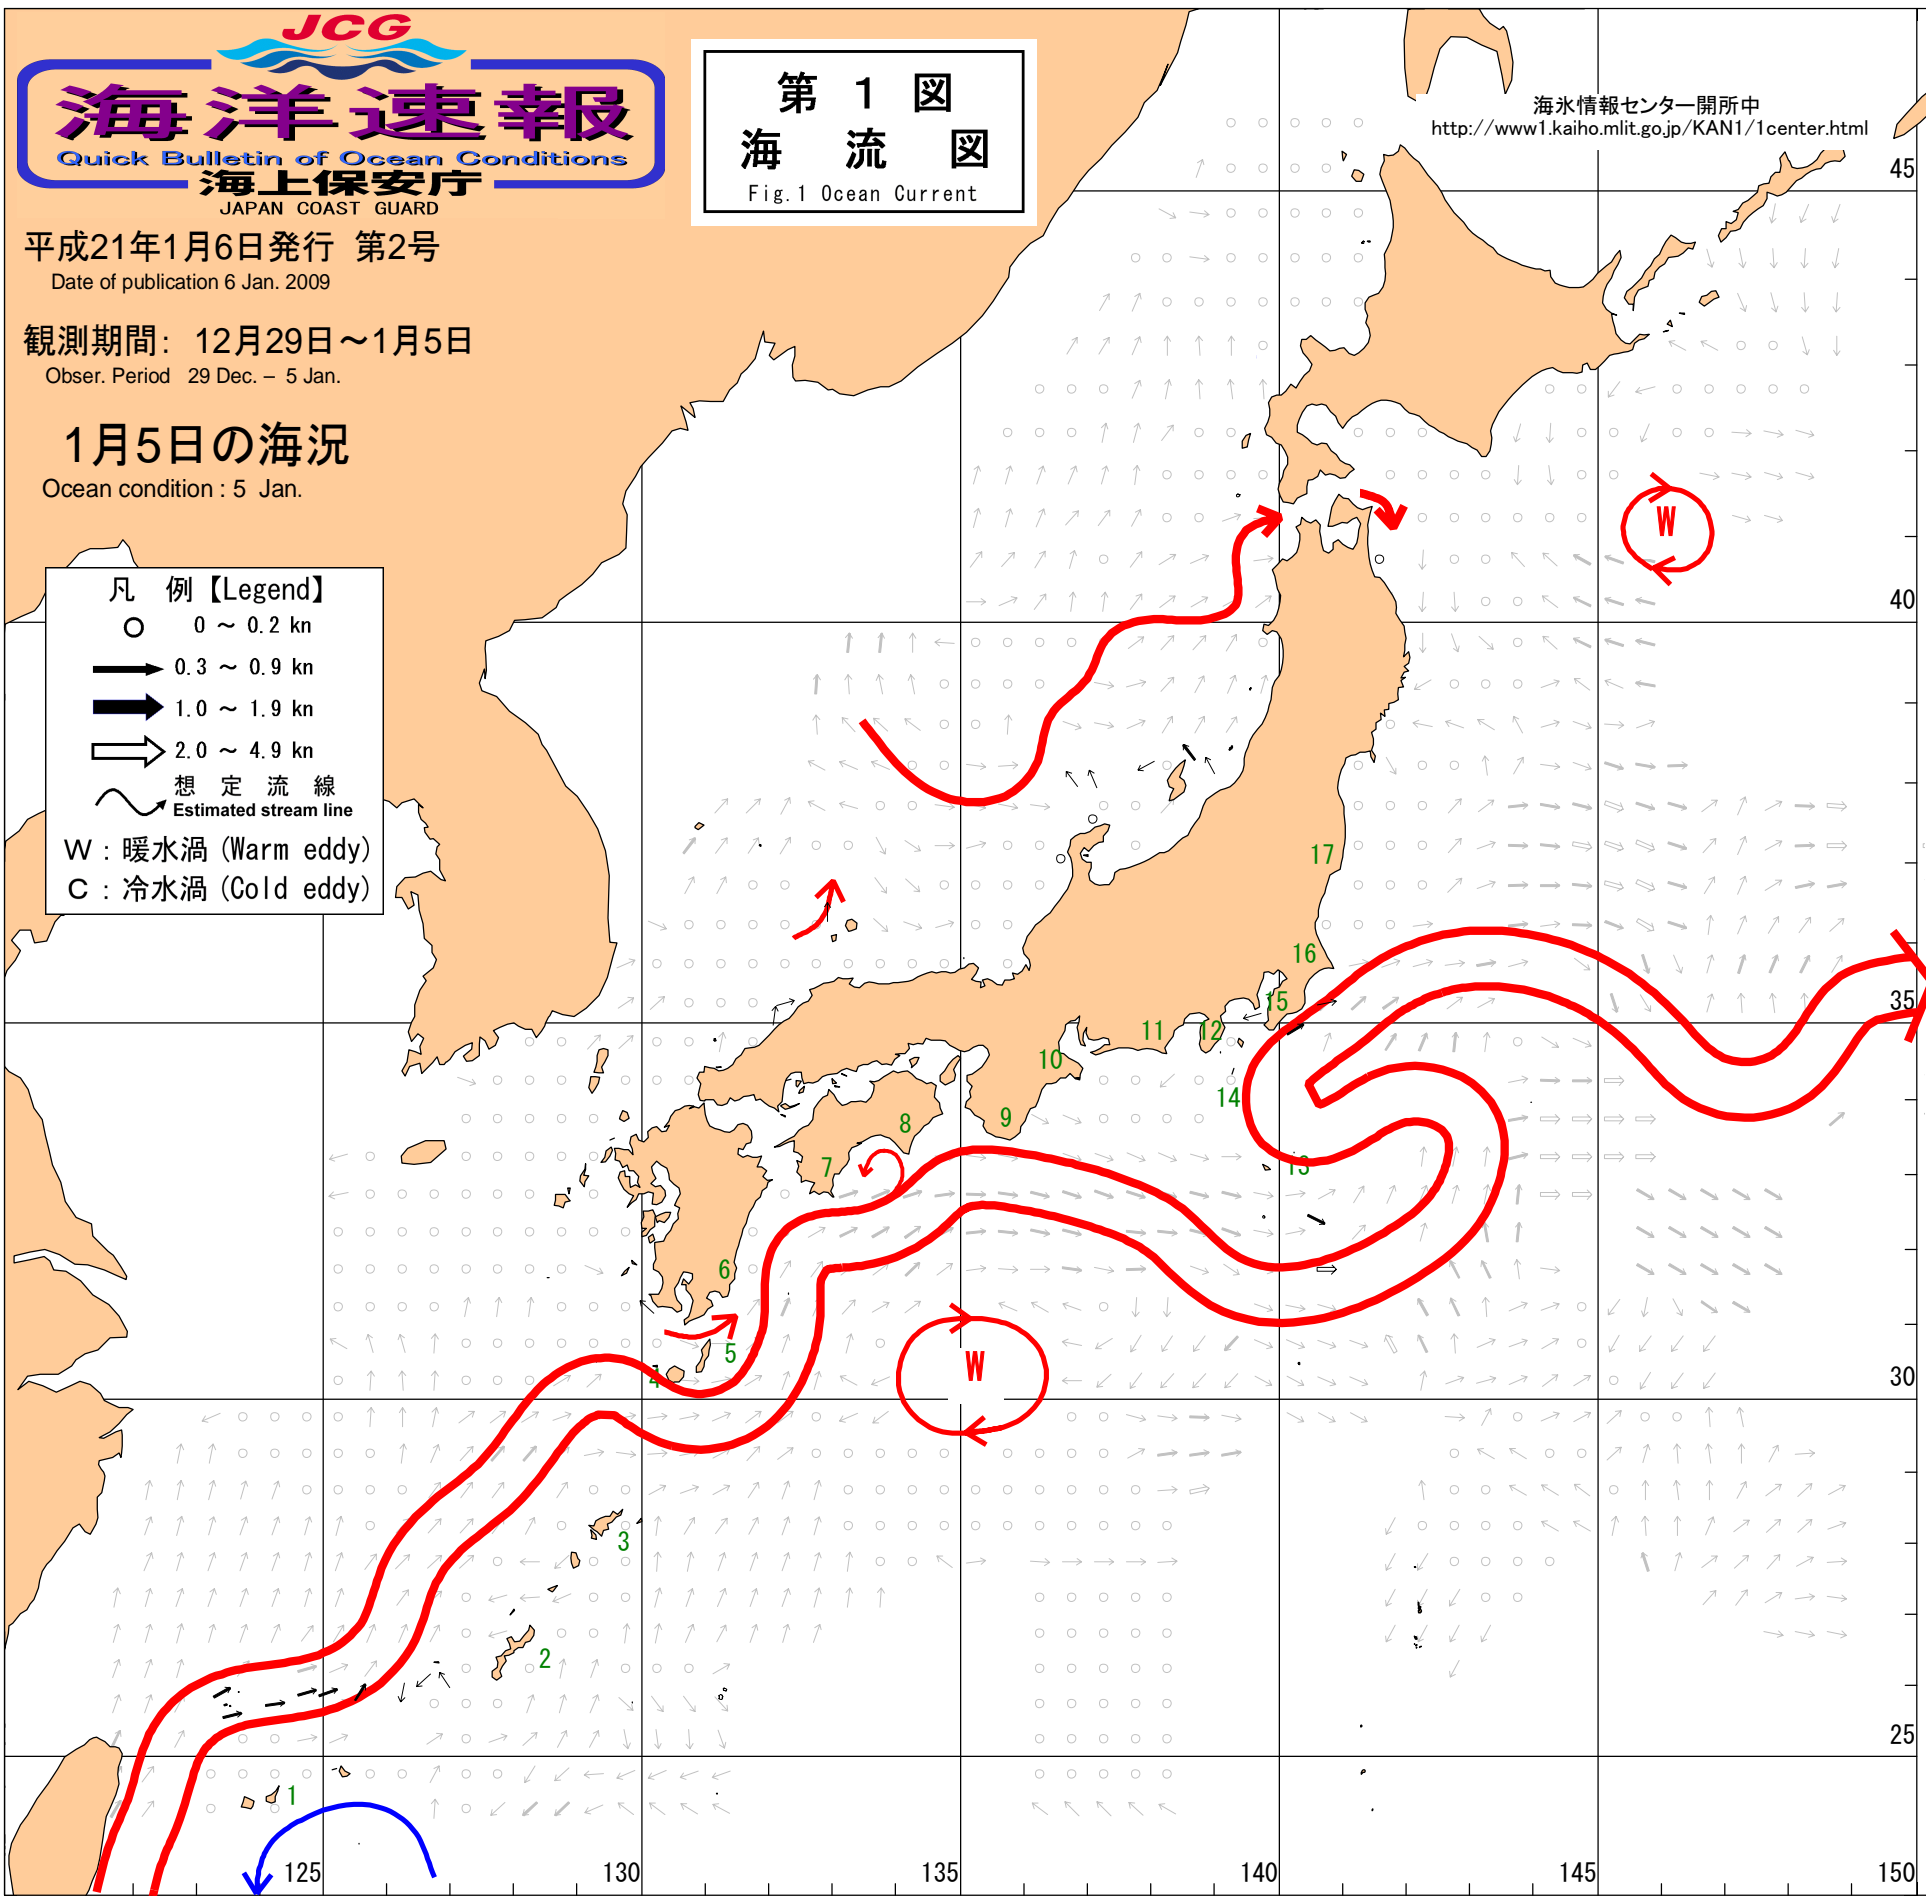 JCG
海洋速報
Quick Bulletin of Ocean Conditions
海上保安庁
JAPAN COAST GUARD
平成21年1月6日発行 第2号
Date of publication 6 Jan. 2009
観測期間: 12月29日～1月5日
Obser. Period 29 Dec. – 5 Jan.
1月5日の海況
Ocean condition : 5 Jan.
第 1 図
海 流 図
Fig.1 Ocean Current
海氷情報センター開所中
http://www1.kaiho.mlit.go.jp/KAN1/1center.html
凡 例【Legend】
0 ～ 0.2 kn
0.3 ～ 0.9 kn
1.0 ～ 1.9 kn
2.0 ～ 4.9 kn
想 定 流 線
Estimated stream line
W : 暖水渦 (Warm eddy)
C : 冷水渦 (Cold eddy)
45
W
40
17
16
35
15
12
11
10
14
9
8
7
13
6
5
4
W
30
3
2
25
1
125
130
135
140
145
150